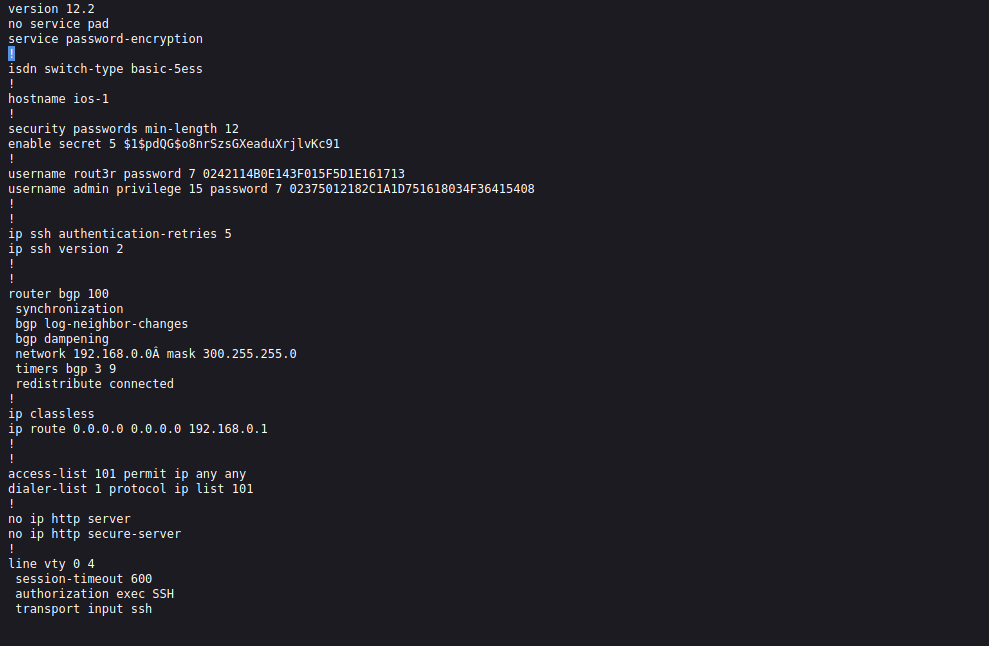 version 12.2
no service pad
service password-encryption
!
isdn switch-type basic-5ess
!
hostname ios-1
!
security passwords min-length 12
enable secret 5 $1$pdQG$o8nrSzsGXeaduXrjlvKc91
!
username rout3r password 7 0242114B0E143F015F5D1E161713
username admin privilege 15 password 7 02375012182C1A1D751618034F36415408
!
!
ip ssh authentication-retries 5
ip ssh version 2
!
!
router bgp 100
 synchronization
 bgp log-neighbor-changes
 bgp dampening
 network 192.168.0.0Â mask 300.255.255.0
 timers bgp 3 9
 redistribute connected
!
ip classless
ip route 0.0.0.0 0.0.0.0 192.168.0.1
!
!
access-list 101 permit ip any any
dialer-list 1 protocol ip list 101
!
no ip http server
no ip http secure-server
!
line vty 0 4
 session-timeout 600
 authorization exec SSH
 transport input ssh